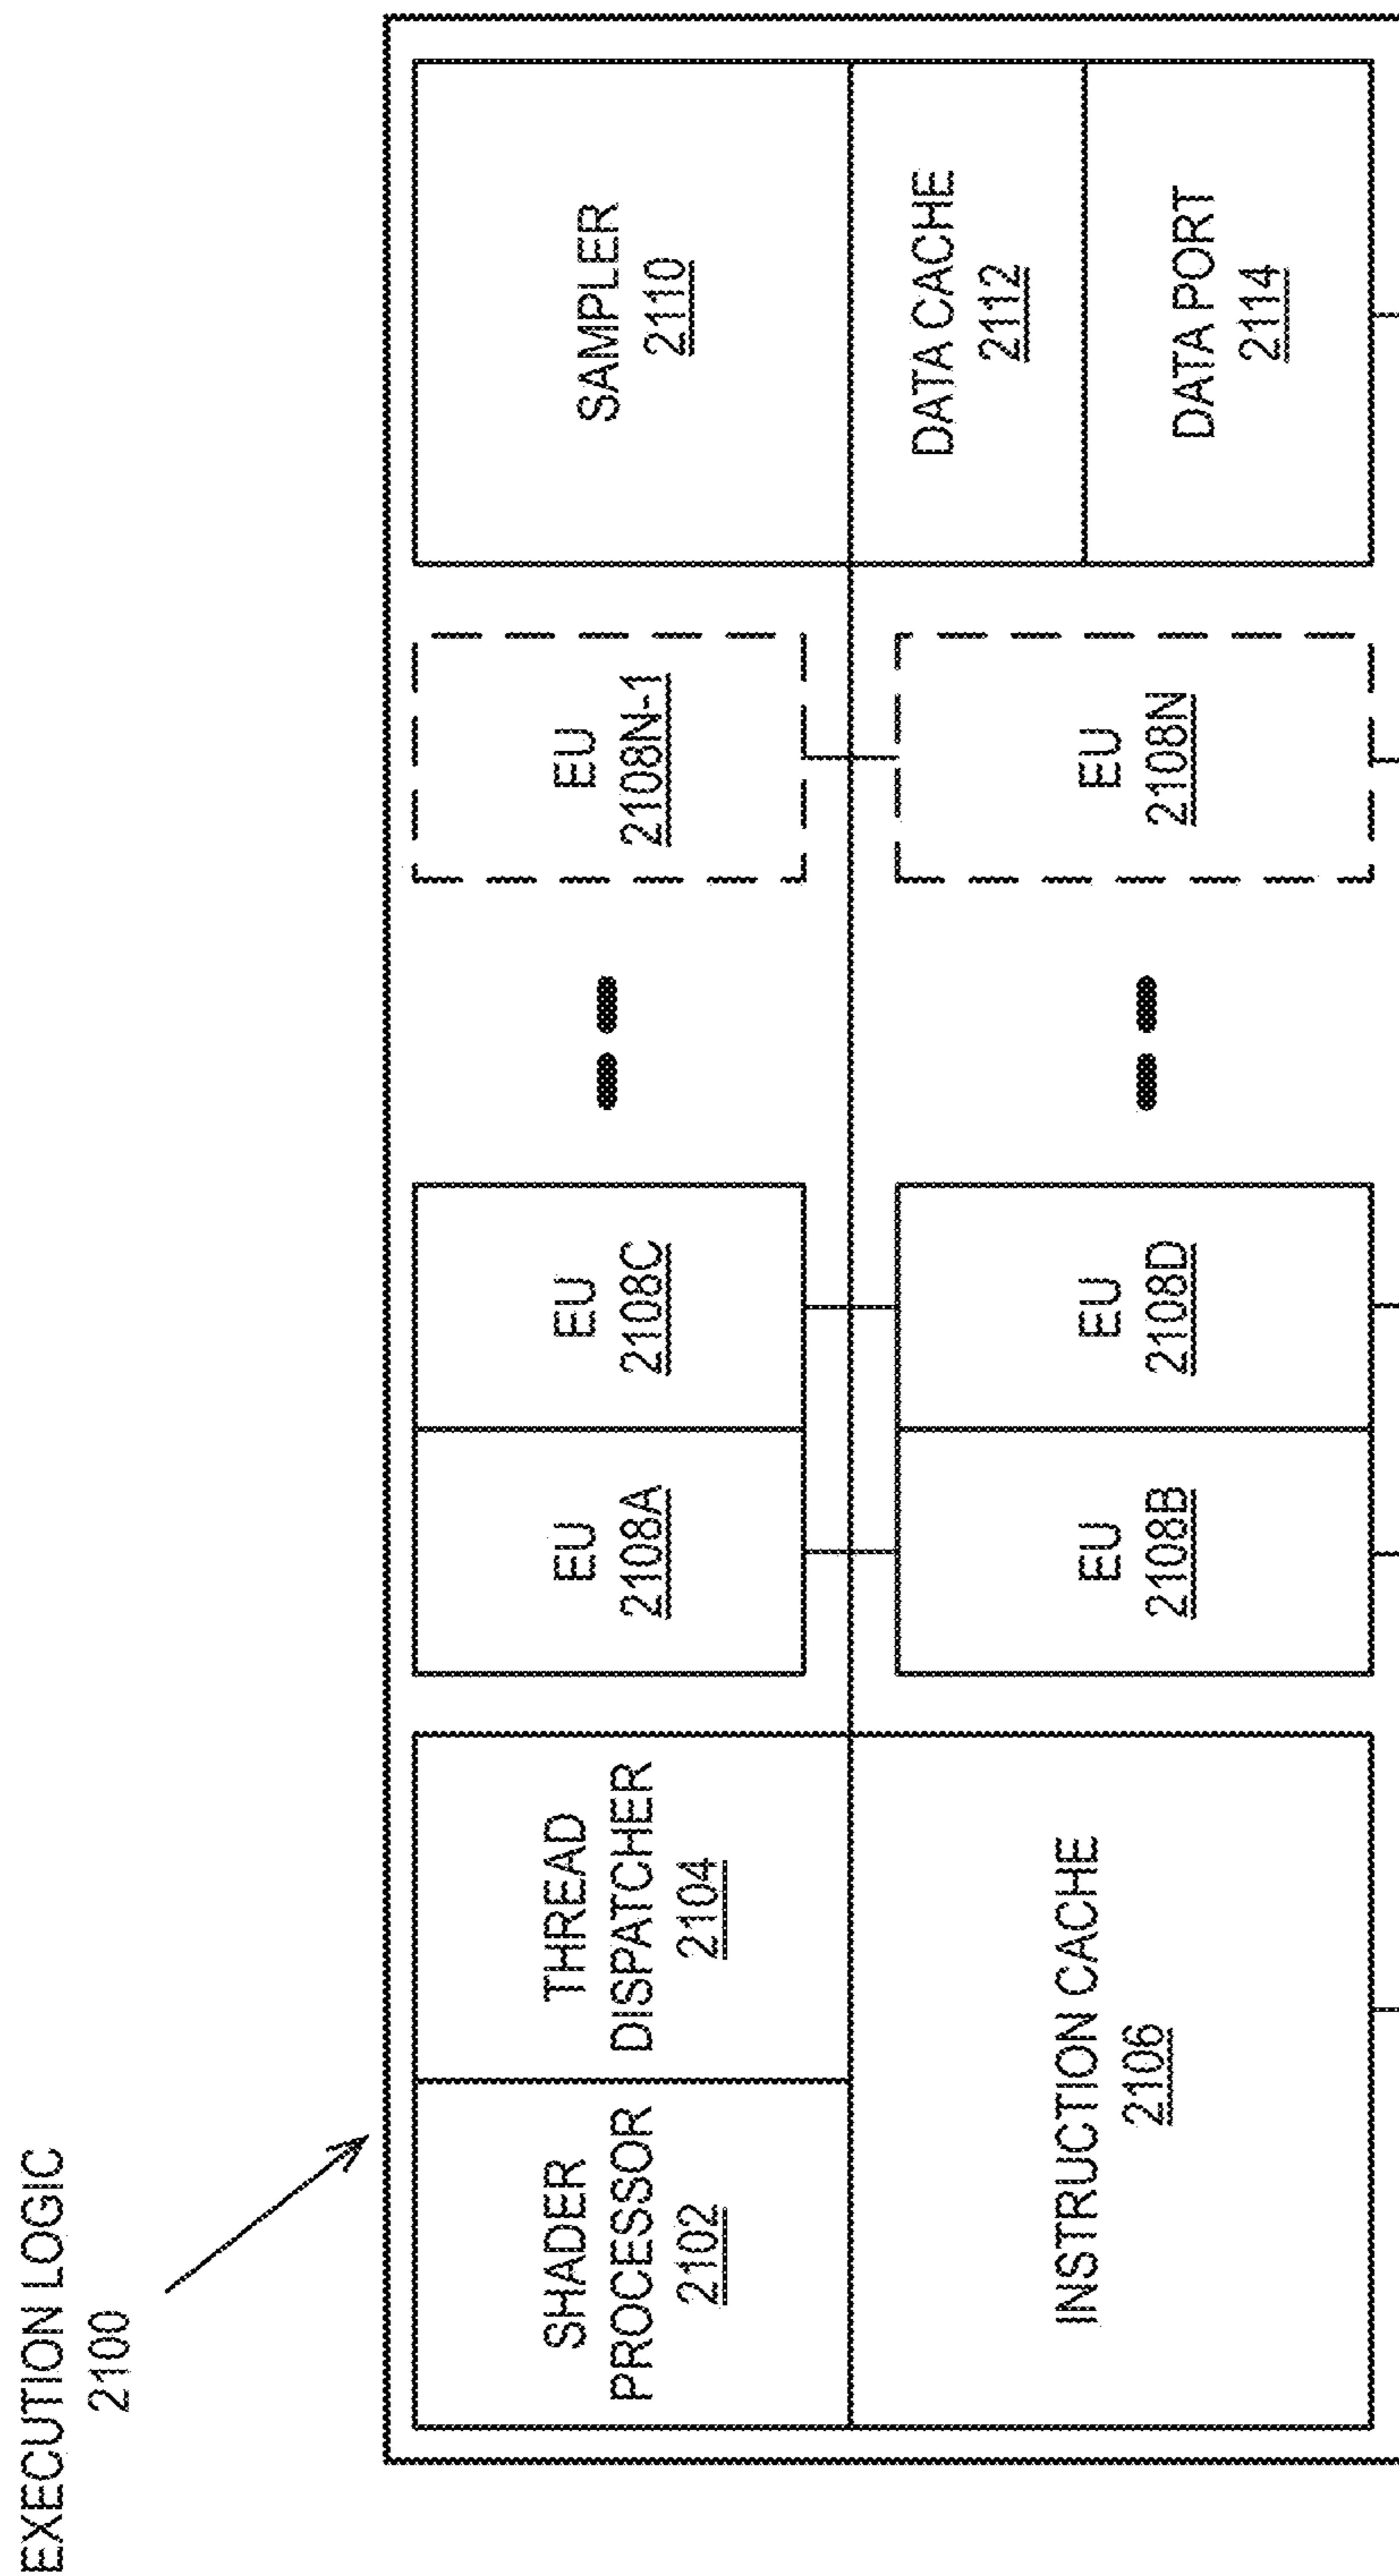 EXECUTION LOGIC
2100
SHADER
PROCESSOR
2102
THREAD
DISPATCHER
2104
INSTRUCTION CACHE
2106
EU
2108A
EU
2108C
EU
2108N-1
EU
2108B
EU
2108D
EU
2108N
SAMPLER
2110
DATA CACHE
2112
DATA PORT
2114